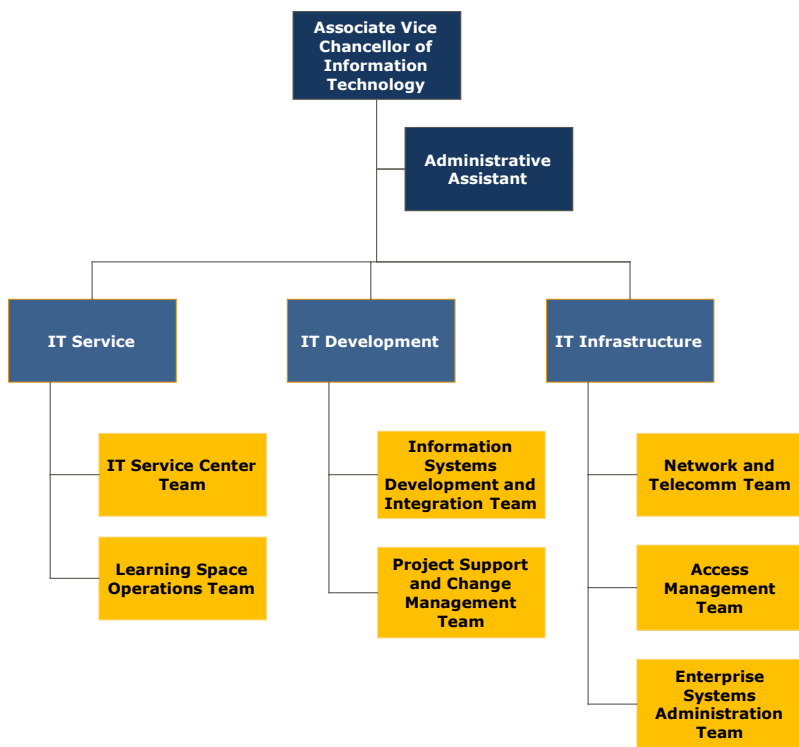 Associate Vice
Chancellor of
Information
Technology
Administrative
Assistant
IT Service
IT Development
IT Infrastructure
IT Service Center
Team
Learning Space
Operations Team
Information
Systems
Development and
Integration Team
Project Support
and Change
Management
Team
Network and
Telecomm Team
Access
Management
Team
Enterprise
Systems
Administration
Team